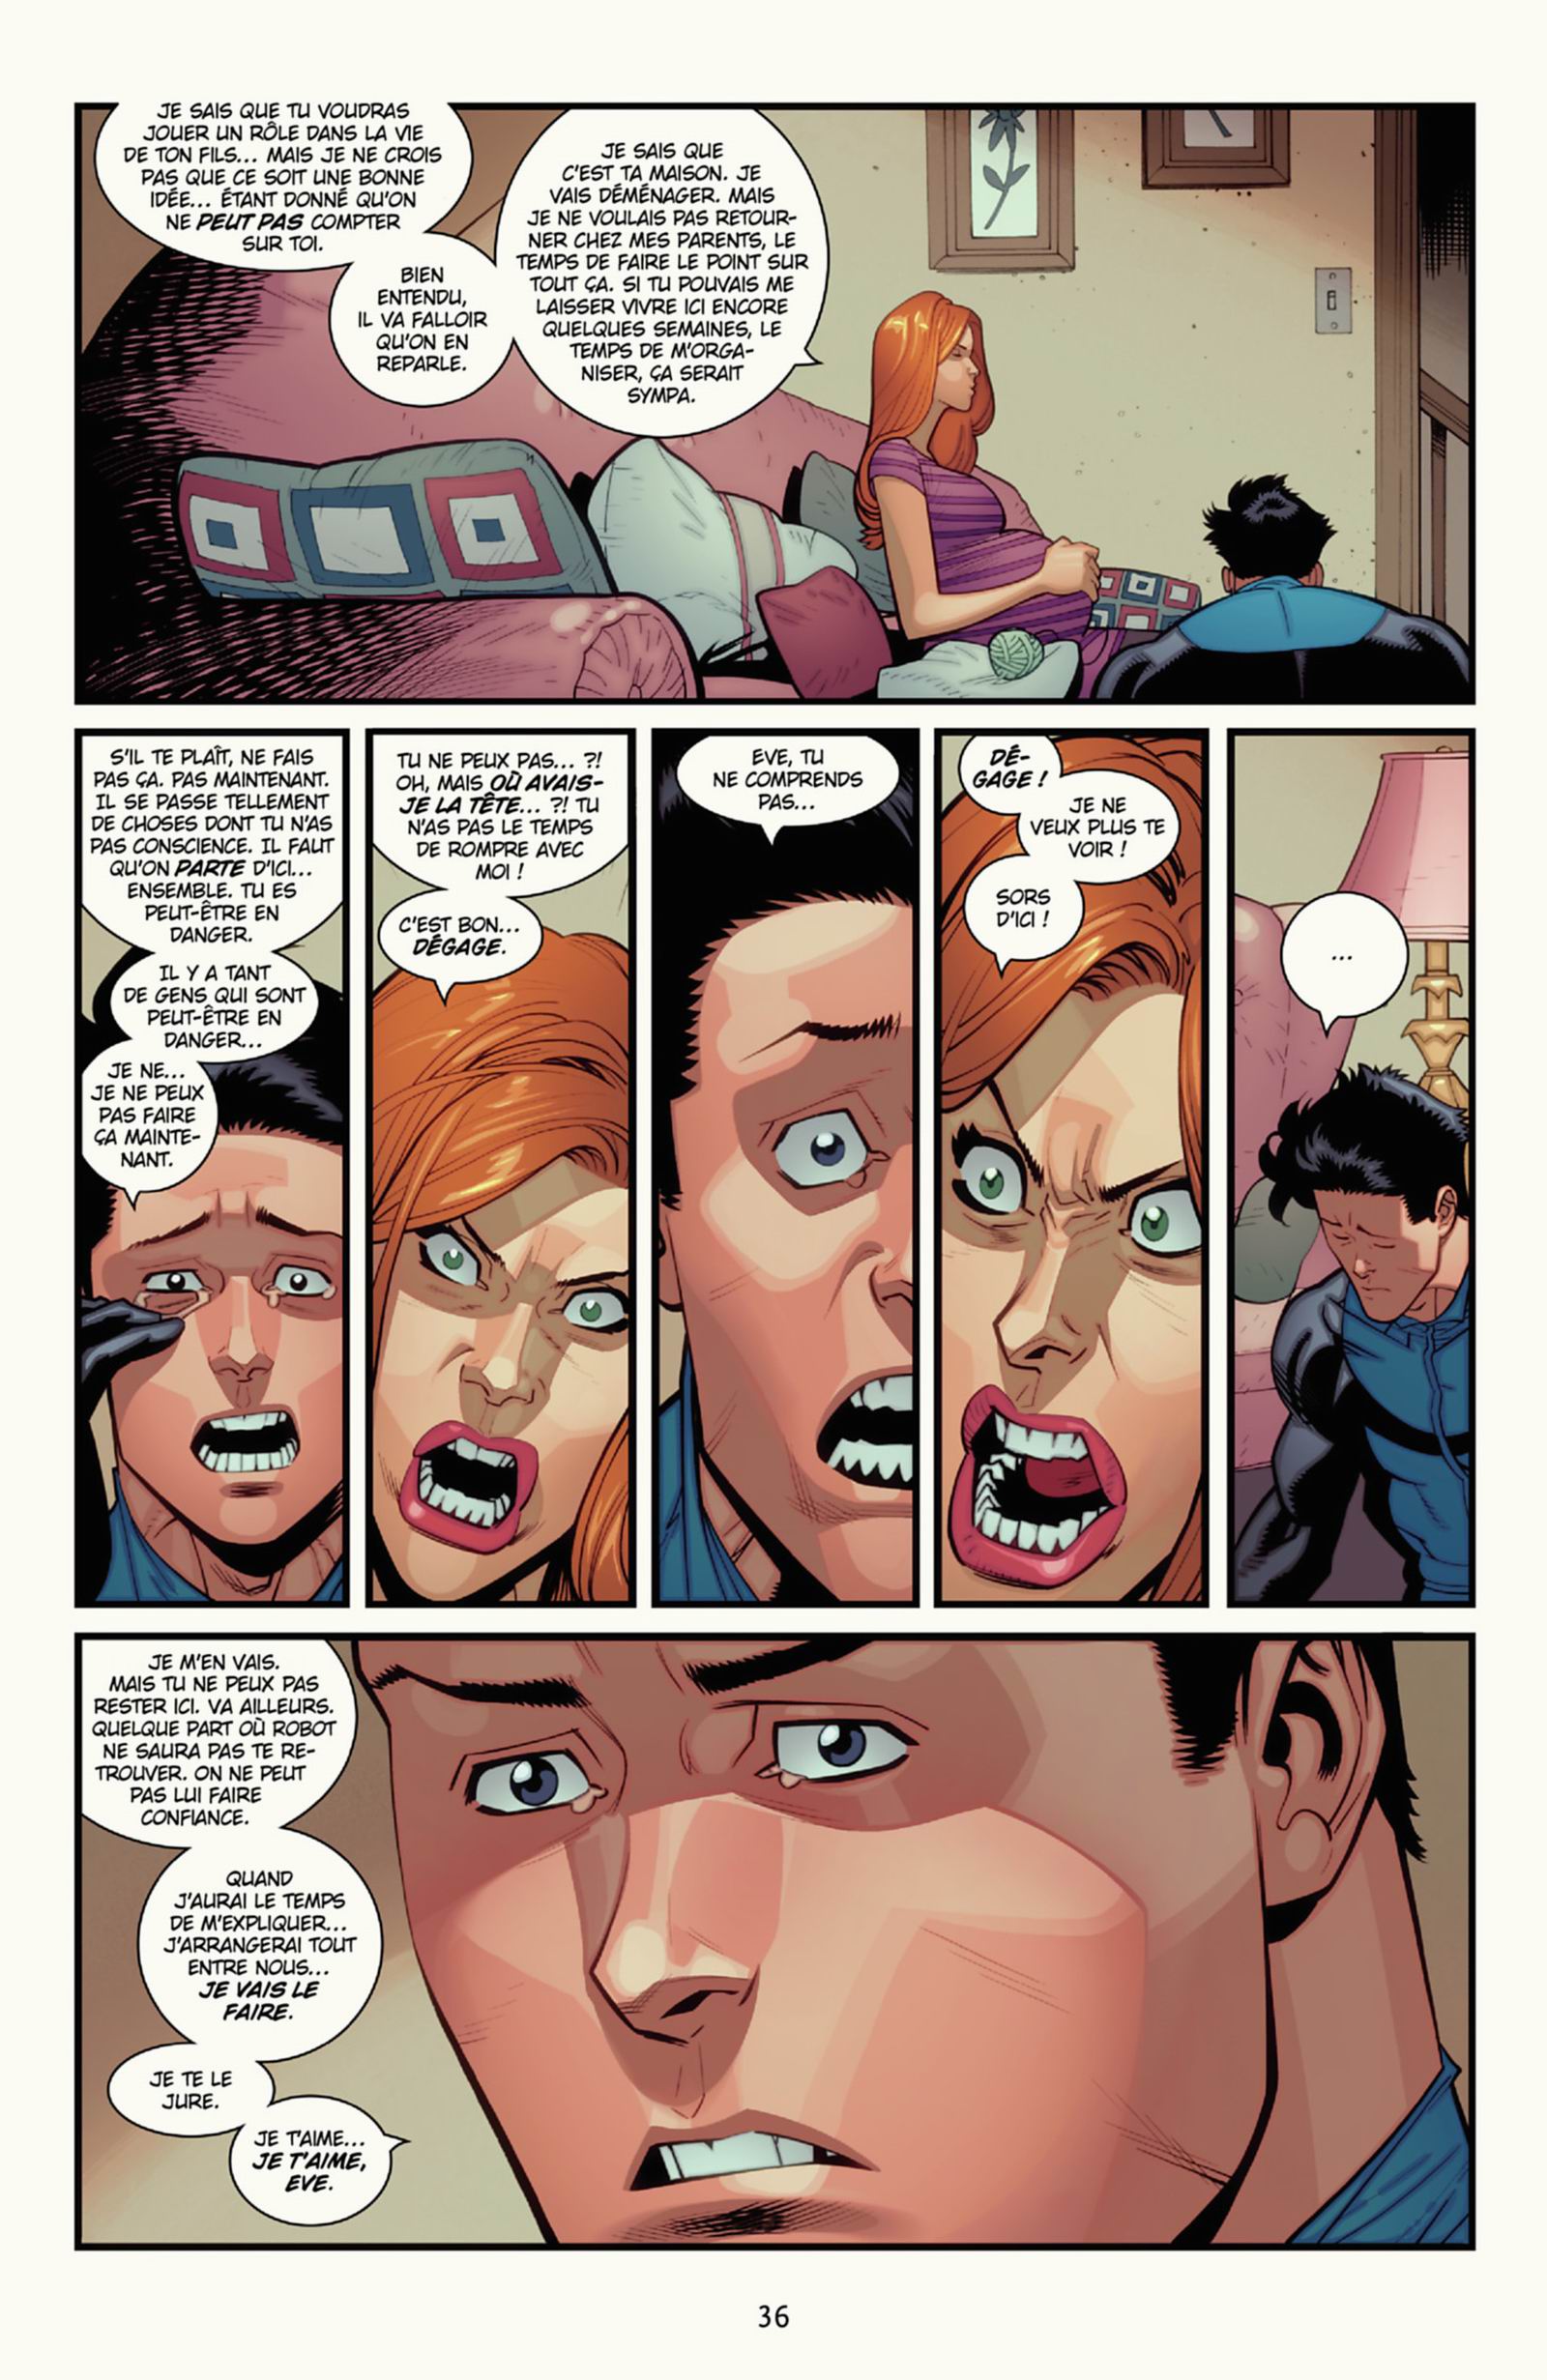 JE SAIS QUE TU VOUDRAS
JOUER UN RÔLE DANS LA VIE
DE TON FILS... MAIS JE NE CROIS
PAS QUE CE SOIT UNE BONNE
IDÉE... ÉTANT DONNÉ QU'ON
NE PEUT PAS COMPTER
SUR TOI.
BIEN
ENTENDU,
IL VA FALLOIR
QU'ON EN
REPARLE.
JE SAIS QUE
C'EST TA MAISON. JE
VAIS DÉMÉNAGER. MAIS
JE NE VOULAIS PAS RETOUR-
NER CHEZ MES PARENTS, LE
TEMPS DE FAIRE LE POINT SUR
TOUT ÇA. SI TU POUVAIS ME
LAISSER VIVRE ICI ENCORE
QUELQUES SEMAINES, LE
TEMPS DE M'ORGA-
NISER, ÇA SERAIT
SYMPA.
S'IL TE PLAÎT, NE FAIS
PAS ÇA. PAS MAINTENANT.
IL SE PASSE TELLEMENT
DE CHOSES DONT TU N'AS
PAS CONSCIENCE. IL FAUT
QU'ON PARTE D'ICI...
ENSEMBLE. TU ES
PEUT-ÊTRE EN
DANGER.
IL Y A TANT
DE GENS QUI SONT
PEUT-ÊTRE EN
DANGER...
JE NE...
JE NE PEUX
PAS FAIRE
ÇA MAINTE-
NANT.
TU NE PEUX PAS... ?!
OH, MAIS OÙ AVAIS-
JE LA TÊTE... ?! TU
N'AS PAS LE TEMPS
DE ROMPRE AVEC
MOI !
C'EST BON...
DÉGAGE.
EVE, TU
NE COMPRENDS
PAS...
DÉ-
GAGE !
JE NE
VEUX PLUS TE
VOIR !
SORS
D'ICI !
...
JE M'EN VAIS.
MAIS TU NE PEUX PAS
RESTER ICI. VA AILLEURS.
QUELQUE PART OÙ ROBOT
NE SAURA PAS TE RE-
TROUVER. ON NE PEUT
PAS LUI FAIRE
CONFIANCE.
QUAND
J'AURAI LE TEMPS
DE M'EXPLIQUER...
J'ARRANGERAI TOUT
ENTRE NOUS...
JE VAIS LE
FAIRE.
JE TE LE
JURE.
JE T'AIME...
JE T'AIME,
EVE.
36